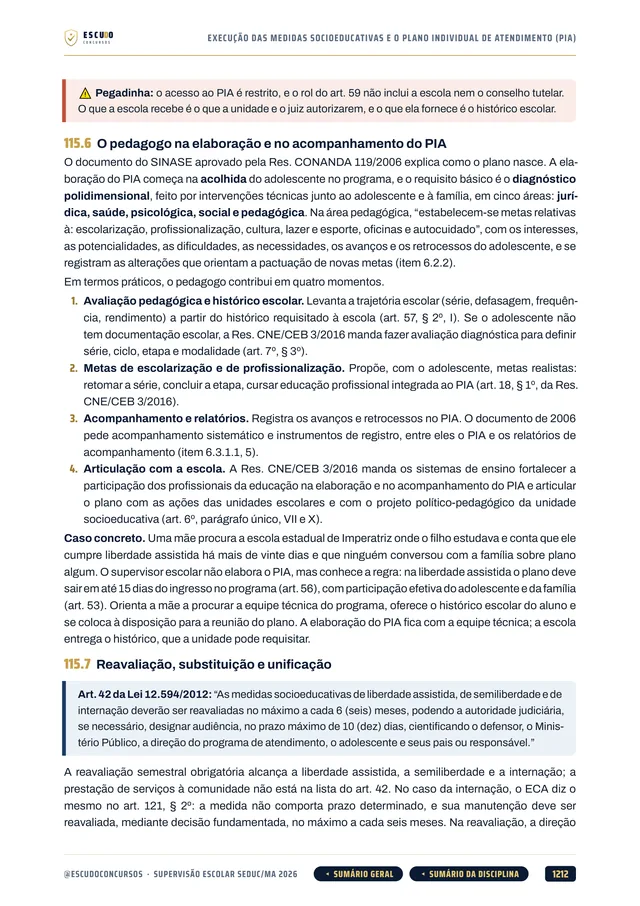 ESCUDO
CONCURSOS
EXECUÇÃO DAS MEDIDAS SOCIOEDUCATIVAS E O PLANO INDIVIDUAL DE ATENDIMENTO (PIA)
Pegadinha: o acesso ao PIA é restrito, e o rol do art. 59 não inclui a escola nem o conselho tutelar.
O que a escola recebe é o que a unidade e o juiz autorizarem, e o que ela fornece é o histórico escolar.
115.6 O pedagogo na elaboração e no acompanhamento do PIA
O documento do SINASE aprovado pela Res. CONANDA 119/2006 explica como o plano nasce. A ela-
boração do PIA começa na acolhida do adolescente no programa, e o requisito básico é o diagnóstico
polidimensional, feito por intervenções técnicas junto ao adolescente e à família, em cinco áreas: jurí-
dica, saúde, psicológica, social e pedagógica. Na área pedagógica, “estabelecem-se metas relativas
à: escolarização, profissionalização, cultura, lazer e esporte, oficinas e autocuidado”, com os interesses,
as potencialidades, as dificuldades, as necessidades, os avanços e os retrocessos do adolescente, e se
registram as alterações que orientam a pactuação de novas metas (item 6.2.2).
Em termos práticos, o pedagogo contribui em quatro momentos.
1. Avaliação pedagógica e histórico escolar. Levanta a trajetória escolar (série, defasagem, frequên-
cia, rendimento) a partir do histórico requisitado à escola (art. 57, § 2º, I). Se o adolescente não
tem documentação escolar, a Res. CNE/CEB 3/2016 manda fazer avaliação diagnóstica para definir
série, ciclo, etapa e modalidade (art. 7º, § 3º).
2. Metas de escolarização e de profissionalização. Propõe, com o adolescente, metas realistas:
retomar a série, concluir a etapa, cursar educação profissional integrada ao PIA (art. 18, § 1º, da Res.
CNE/CEB 3/2016).
3. Acompanhamento e relatórios. Registra os avanços e retrocessos no PIA. O documento de 2006
pede acompanhamento sistemático e instrumentos de registro, entre eles o PIA e os relatórios de
acompanhamento (item 6.3.1.1, 5).
4. Articulação com a escola. A Res. CNE/CEB 3/2016 manda os sistemas de ensino fortalecer a
participação dos profissionais da educação na elaboração e no acompanhamento do PIA e articular
o plano com as ações das unidades escolares e com o projeto político-pedagógico da unidade
socioeducativa (art. 6º, parágrafo único, VII e X).
Caso concreto. Uma mãe procura a escola estadual de Imperatriz onde o filho estudava e conta que ele
cumpre liberdade assistida há mais de vinte dias e que ninguém conversou com a família sobre plano
algum. O supervisor escolar não elabora o PIA, mas conhece a regra: na liberdade assistida o plano deve
sair em até 15 dias do ingresso no programa (art. 56), com participação efetiva do adolescente e da família
(art. 53). Orienta a mãe a procurar a equipe técnica do programa, oferece o histórico escolar do aluno e
se coloca à disposição para a reunião do plano. A elaboração do PIA fica com a equipe técnica; a escola
entrega o histórico, que a unidade pode requisitar.
115.7 Reavaliação, substituição e unificação
Art. 42 da Lei 12.594/2012: “As medidas socioeducativas de liberdade assistida, de semiliberdade e de
internação deverão ser reavaliadas no máximo a cada 6 (seis) meses, podendo a autoridade judiciária,
se necessário, designar audiência, no prazo máximo de 10 (dez) dias, cientificando o defensor, o Minis-
tério Público, a direção do programa de atendimento, o adolescente e seus pais ou responsável.”
A reavaliação semestral obrigatória alcança a liberdade assistida, a semiliberdade e a internação; a
prestação de serviços à comunidade não está na lista do art. 42. No caso da internação, o ECA diz o
mesmo no art. 121, § 2º: a medida não comporta prazo determinado, e sua manutenção deve ser
reavaliada, mediante decisão fundamentada, no máximo a cada seis meses. Na reavaliação, a direção
@ESCUDOCONCURSOS · SUPERVISÃO ESCOLAR SEDUC/MA 2026
SUMÁRIO GERAL
SUMÁRIO DA DISCIPLINA
1212